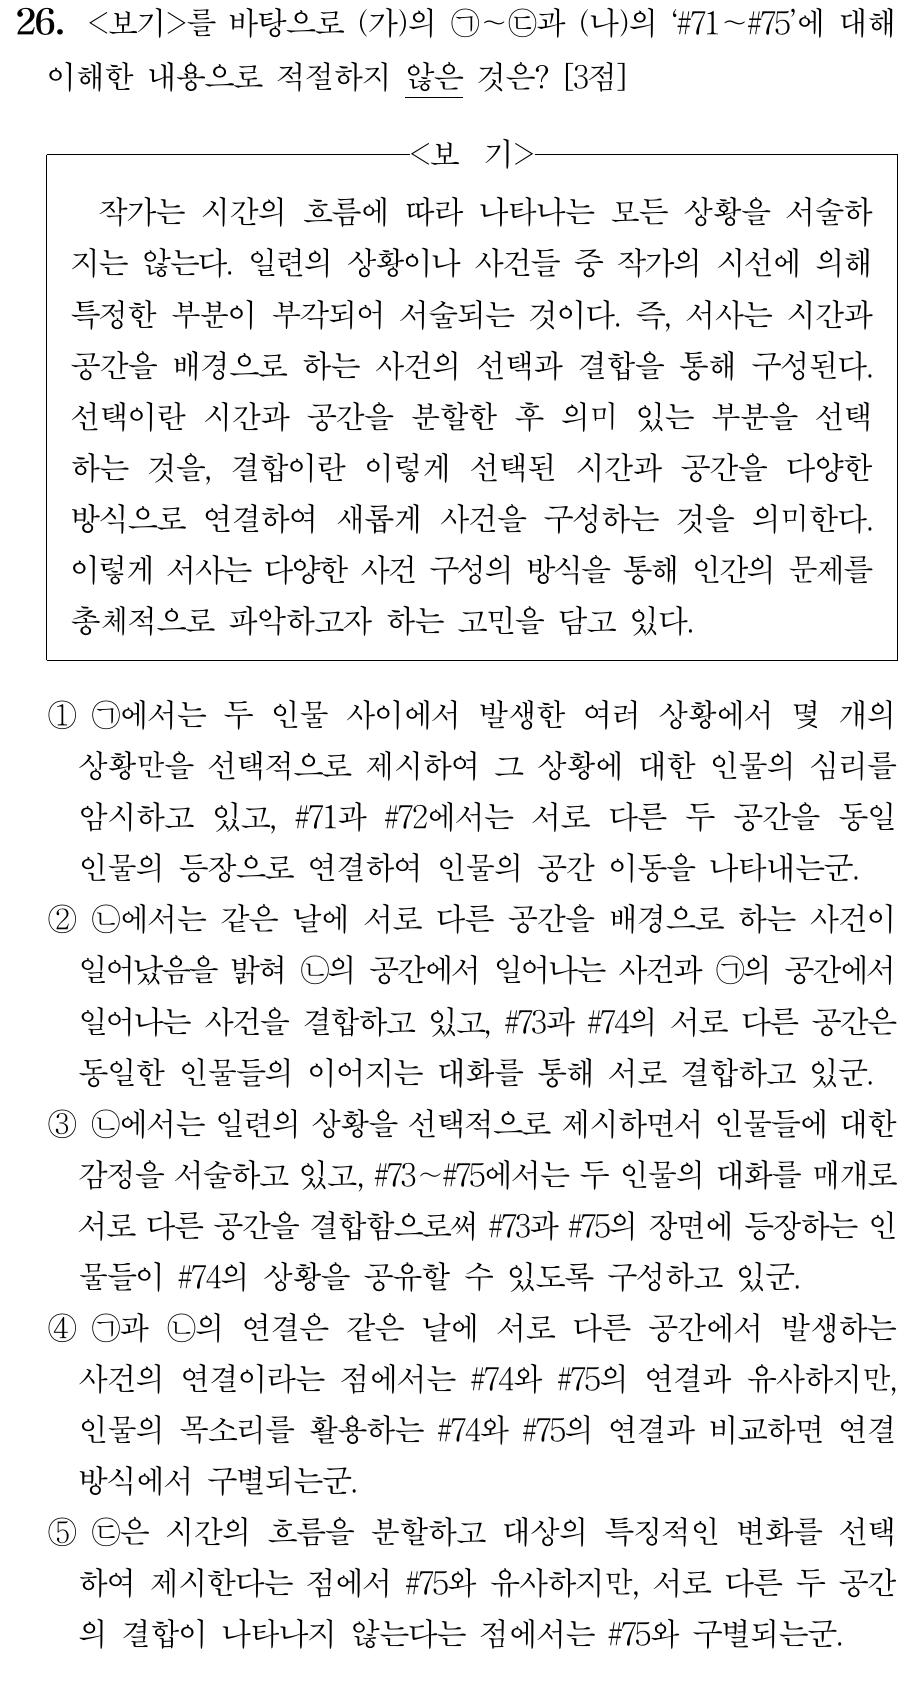 26. <보기>를 바탕으로 (가)의 ㉠~㉢과 (나)의 ‘#71~#75’에 대해
이해한 내용으로 적절하지 않은 것은? [3점]
<보 기>
작가는 시간의 흐름에 따라 나타나는 모든 상황을 서술하
지는 않는다. 일련의 상황이나 사건들 중 작가의 시선에 의해
특정한 부분이 부각되어 서술되는 것이다. 즉, 서사는 시간과
공간을 배경으로 하는 사건의 선택과 결합을 통해 구성된다.
선택이란 시간과 공간을 분할한 후 의미 있는 부분을 선택
하는 것을, 결합이란 이렇게 선택된 시간과 공간을 다양한
방식으로 연결하여 새롭게 사건을 구성하는 것을 의미한다.
이렇게 서사는 다양한 사건 구성의 방식을 통해 인간의 문제를
총체적으로 파악하고자 하는 고민을 담고 있다.
① ㉠에서는 두 인물 사이에서 발생한 여러 상황에서 몇 개의
상황만을 선택적으로 제시하여 그 상황에 대한 인물의 심리를
암시하고 있고, #71과 #72에서는 서로 다른 두 공간을 동일
인물의 등장으로 연결하여 인물의 공간 이동을 나타내는군.
② ㉡에서는 같은 날에 서로 다른 공간을 배경으로 하는 사건이
일어났음을 밝혀 ㉡의 공간에서 일어나는 사건과 ㉠의 공간에서
일어나는 사건을 결합하고 있고, #73과 #74의 서로 다른 공간은
동일한 인물들의 이어지는 대화를 통해 서로 결합하고 있군.
③ ㉡에서는 일련의 상황을 선택적으로 제시하면서 인물들에 대한
감정을 서술하고 있고, #73~#75에서는 두 인물의 대화를 매개로
서로 다른 공간을 결합함으로써 #73과 #75의 장면에 등장하는 인
물들이 #74의 상황을 공유할 수 있도록 구성하고 있군.
④ ㉠과 ㉡의 연결은 같은 날에 서로 다른 공간에서 발생하는
사건의 연결이라는 점에서는 #74와 #75의 연결과 유사하지만,
인물의 목소리를 활용하는 #74와 #75의 연결과 비교하면 연결
방식에서 구별되는군.
⑤ ㉢은 시간의 흐름을 분할하고 대상의 특징적인 변화를 선택
하여 제시한다는 점에서 #75와 유사하지만, 서로 다른 두 공간
의 결합이 나타나지 않는다는 점에서는 #75와 구별되는군.